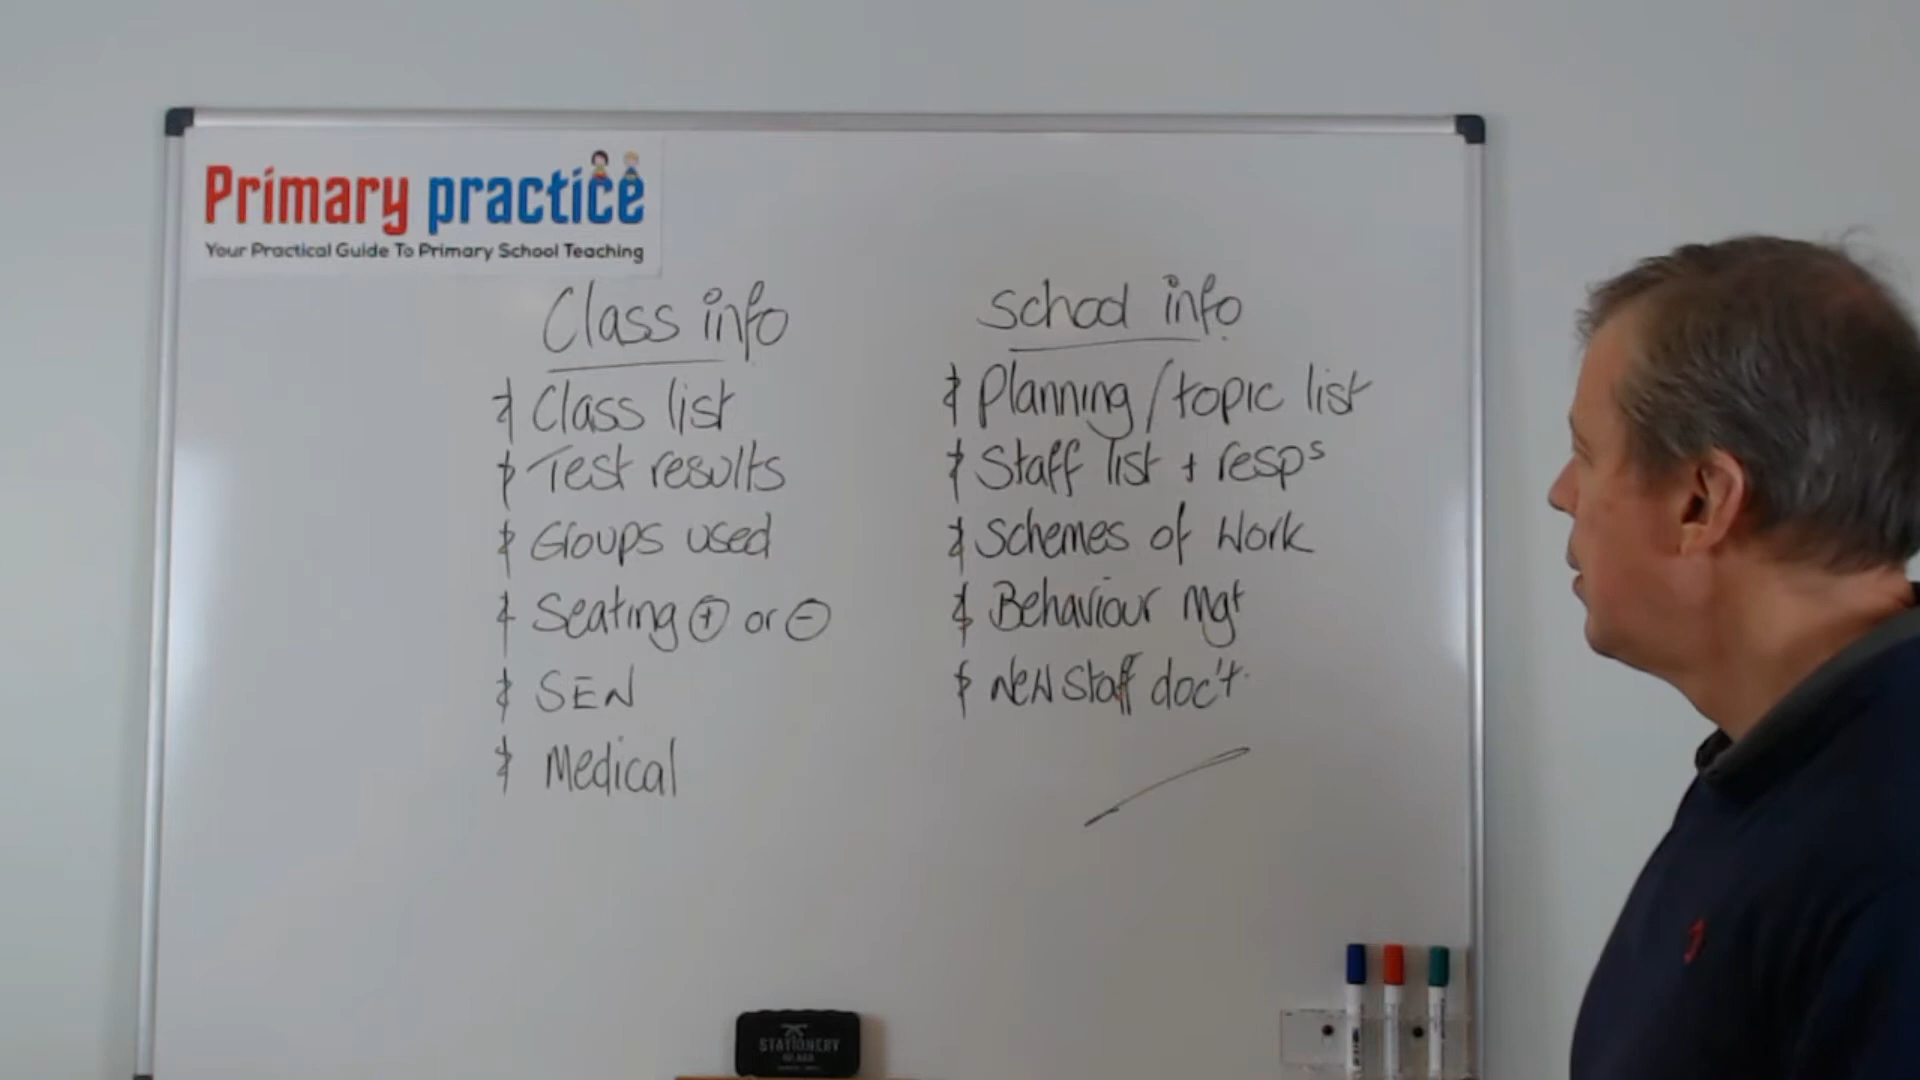 Primary practice
Your Practical Guide To Primary School Teaching
Class info
Class list
Test results
Groups used
Seating + or -
SEN
Medical
School info
Planning/topic list
Staff list + resps
Schemes of Work
Behaviour mgt
New staff doc't.
STATIONERY